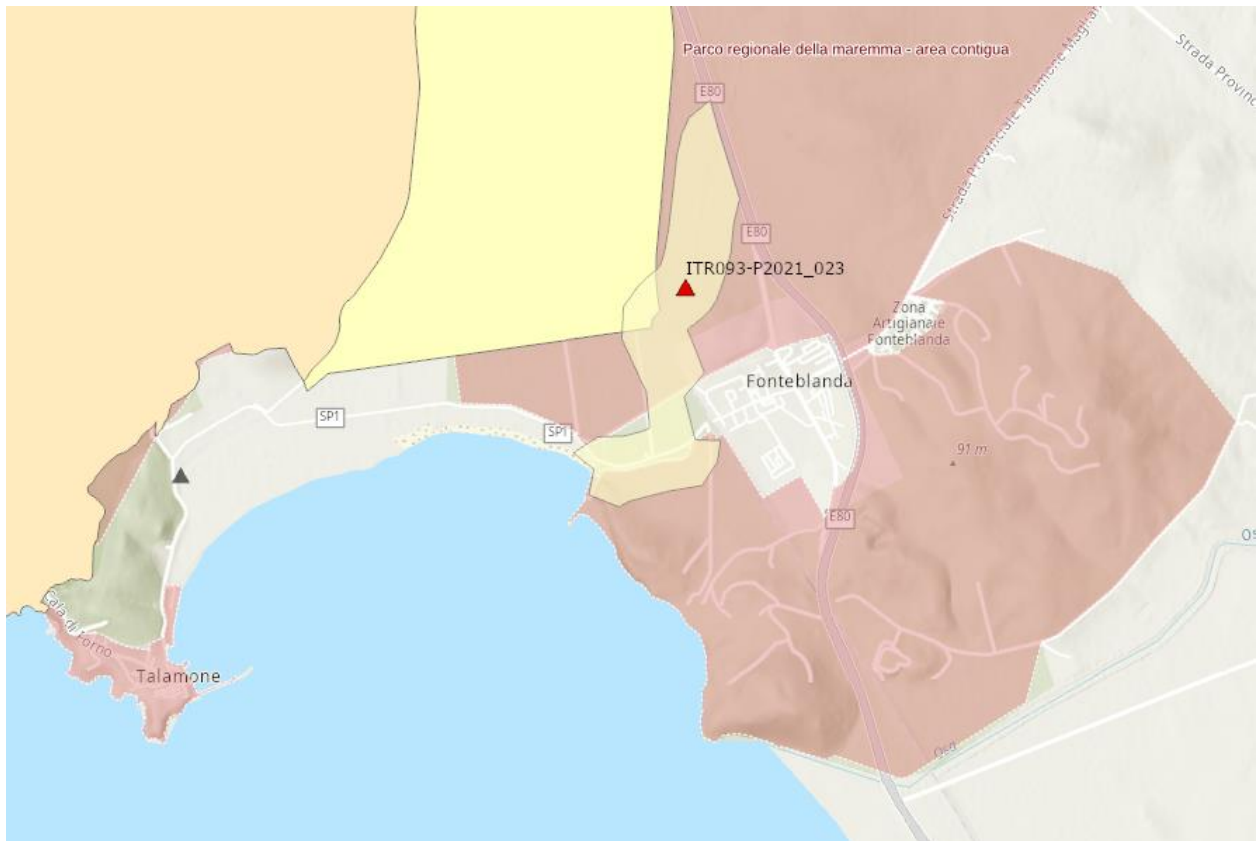 Parco regionale della maremma - area contigua
E80
Strada Provinciale Talamone Maglian
Strada Provinc
E80
ITR093-P2021_023
Zona
Artigianale
Fonteblanda
Fonteblanda
SP1
SP1
91 m
E80
Os
Cala di Forno
Talamone
Osa